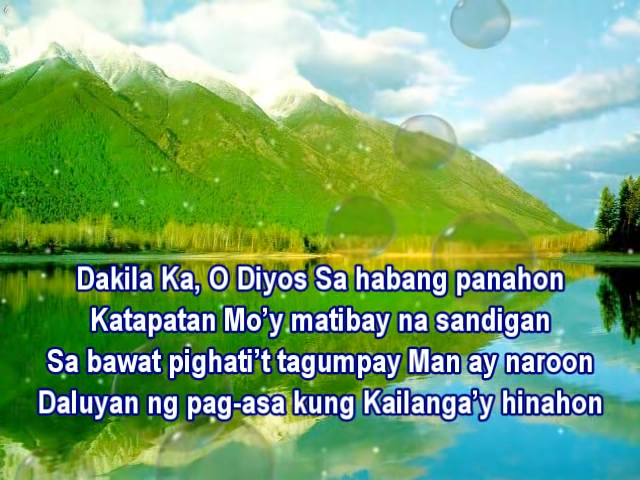 Dakila Ka, O Diyos Sa habang panahon
Katapatan Mo’y matibay na sandigan
Sa bawat pighati’t tagumpay Man ay naroon
Daluyan ng pag-asa kung Kailanga’y hinahon